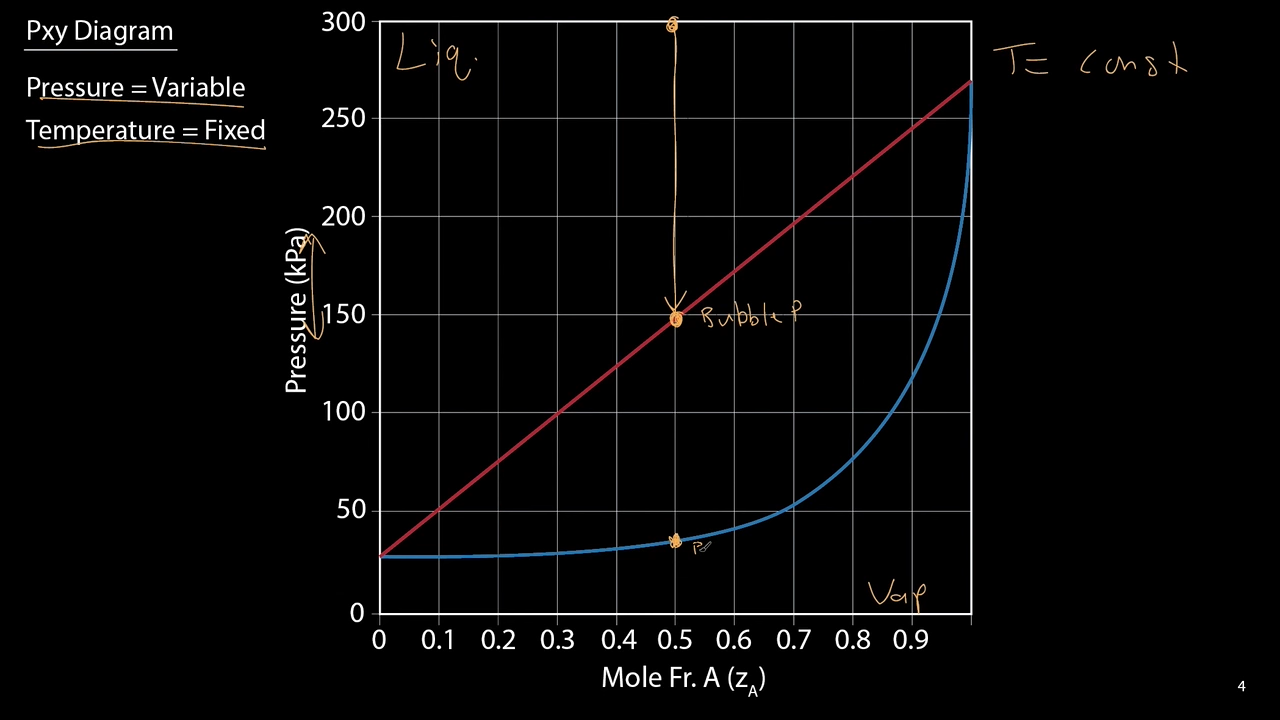 Pxy Diagram
Pressure = Variable
Temperature = Fixed
Liq.
T = const
300
250
200
150
100
50
0
Pressure (kPa)
Bubble P
Vap
0 0.1 0.2 0.3 0.4 0.5 0.6 0.7 0.8 0.9
Mole Fr. A (zA)
4